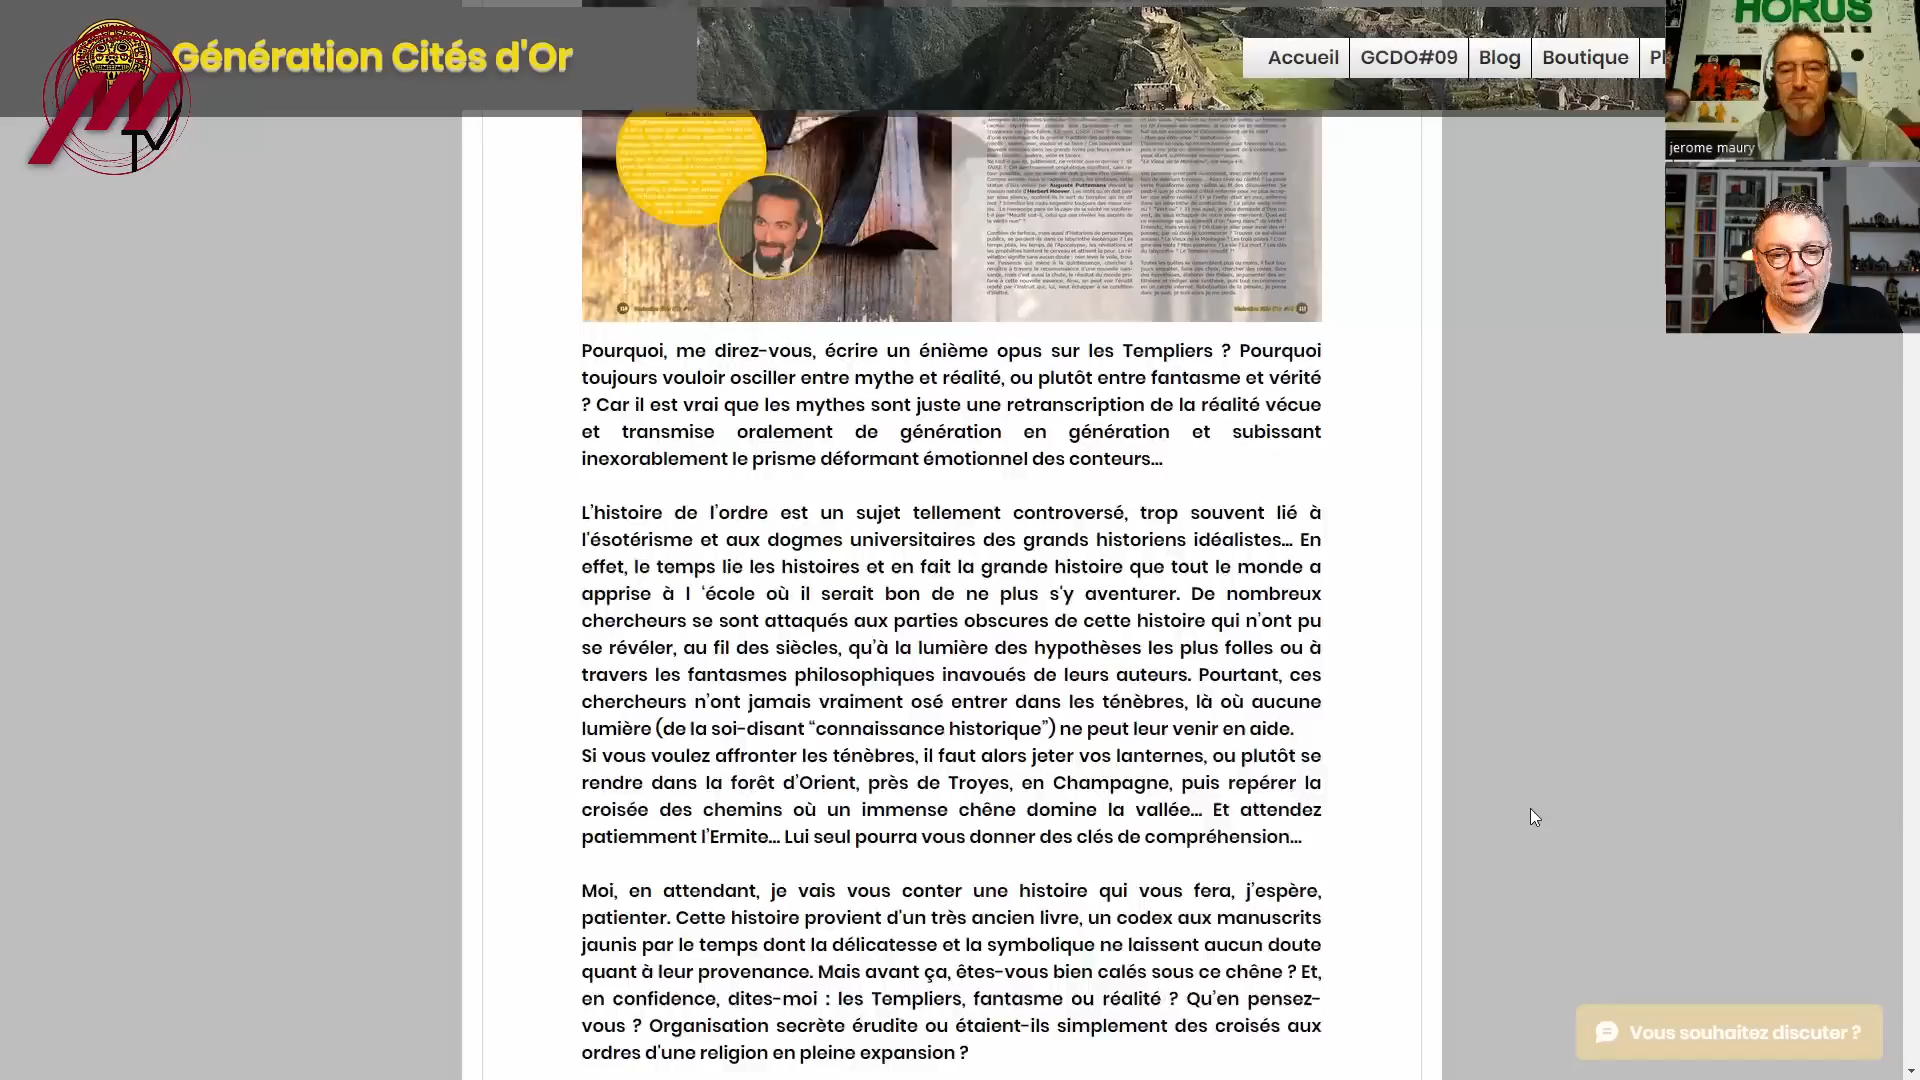 Génération Cités d'Or
Accueil
GCDO#09
Blog
Boutique
HORUS
jerome maury
TV
Pourquoi, me direz-vous, écrire un énième opus sur les Templiers ? Pourquoi
toujours vouloir osciller entre mythe et réalité, ou plutôt entre fantasme et vérité
? Car il est vrai que les mythes sont juste une retranscription de la réalité vécue
et transmise oralement de génération en génération et subissant
inexorablement le prisme déformant émotionnel des conteurs...
L'histoire de l'ordre est un sujet tellement controversé, trop souvent lié à
l'ésotérisme et aux dogmes universitaires des grands historiens idéalistes... En
effet, le temps lie les histoires et en fait la grande histoire que tout le monde a
apprise à l ‘école où il serait bon de ne plus s'y aventurer. De nombreux
chercheurs se sont attaqués aux parties obscures de cette histoire qui n’ont pu
se révéler, au fil des siècles, qu’à la lumière des hypothèses les plus folles ou à
travers les fantasmes philosophiques inavoués de leurs auteurs. Pourtant, ces
chercheurs n’ont jamais vraiment osé entrer dans les ténèbres, là où aucune
lumière (de la soi-disant “connaissance historique”) ne peut leur venir en aide.
Si vous voulez affronter les ténèbres, il faut alors jeter vos lanternes, ou plutôt se
rendre dans la forêt d’Orient, près de Troyes, en Champagne, puis repérer la
croisée des chemins où un immense chêne domine la vallée... Et attendez
patiemment l’Ermite... Lui seul pourra vous donner des clés de compréhension...
Moi, en attendant, je vais vous conter une histoire qui vous fera, j’espère,
patienter. Cette histoire provient d'un très ancien livre, un codex aux manuscrits
jaunis par le temps dont la délicatesse et la symbolique ne laissent aucun doute
quant à leur provenance. Mais avant ça, êtes-vous bien calés sous ce chêne ? Et,
en confidence, dites-moi : les Templiers, fantasme ou réalité ? Qu’en pensez-
vous ? Organisation secrète érudite ou étaient-ils simplement des croisés aux
ordres d'une religion en pleine expansion ?
Vous souhaitez discuter ?